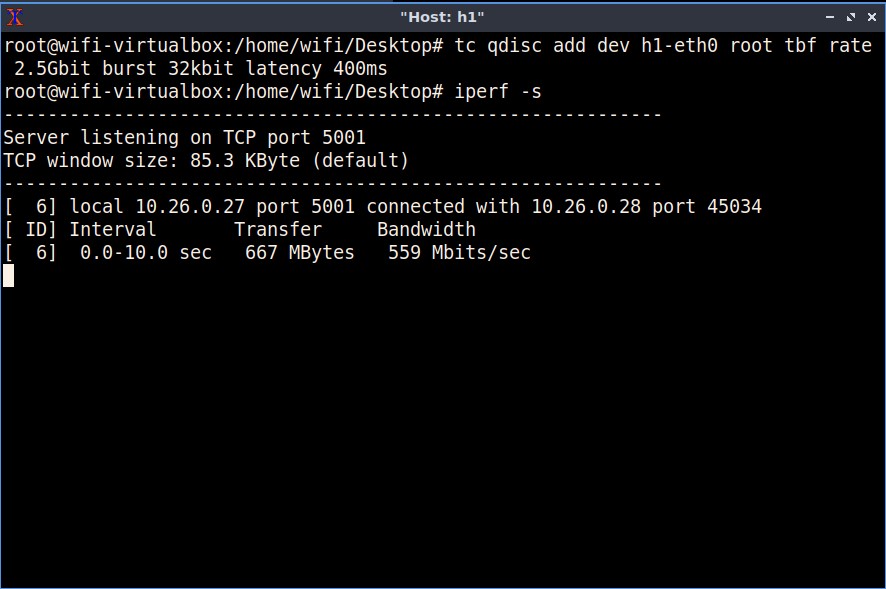 "Host: h1"
root@wifi-virtualbox:/home/wifi/Desktop# tc qdisc add dev h1-eth0 root tbf rate
 2.5Gbit burst 32kbit latency 400ms
root@wifi-virtualbox:/home/wifi/Desktop# iperf -s
------------------------------------------------------------
Server listening on TCP port 5001
TCP window size: 85.3 KByte (default)
------------------------------------------------------------
[  6] local 10.26.0.27 port 5001 connected with 10.26.0.28 port 45034
[ ID] Interval       Transfer     Bandwidth
[  6]  0.0-10.0 sec   667 MBytes   559 Mbits/sec